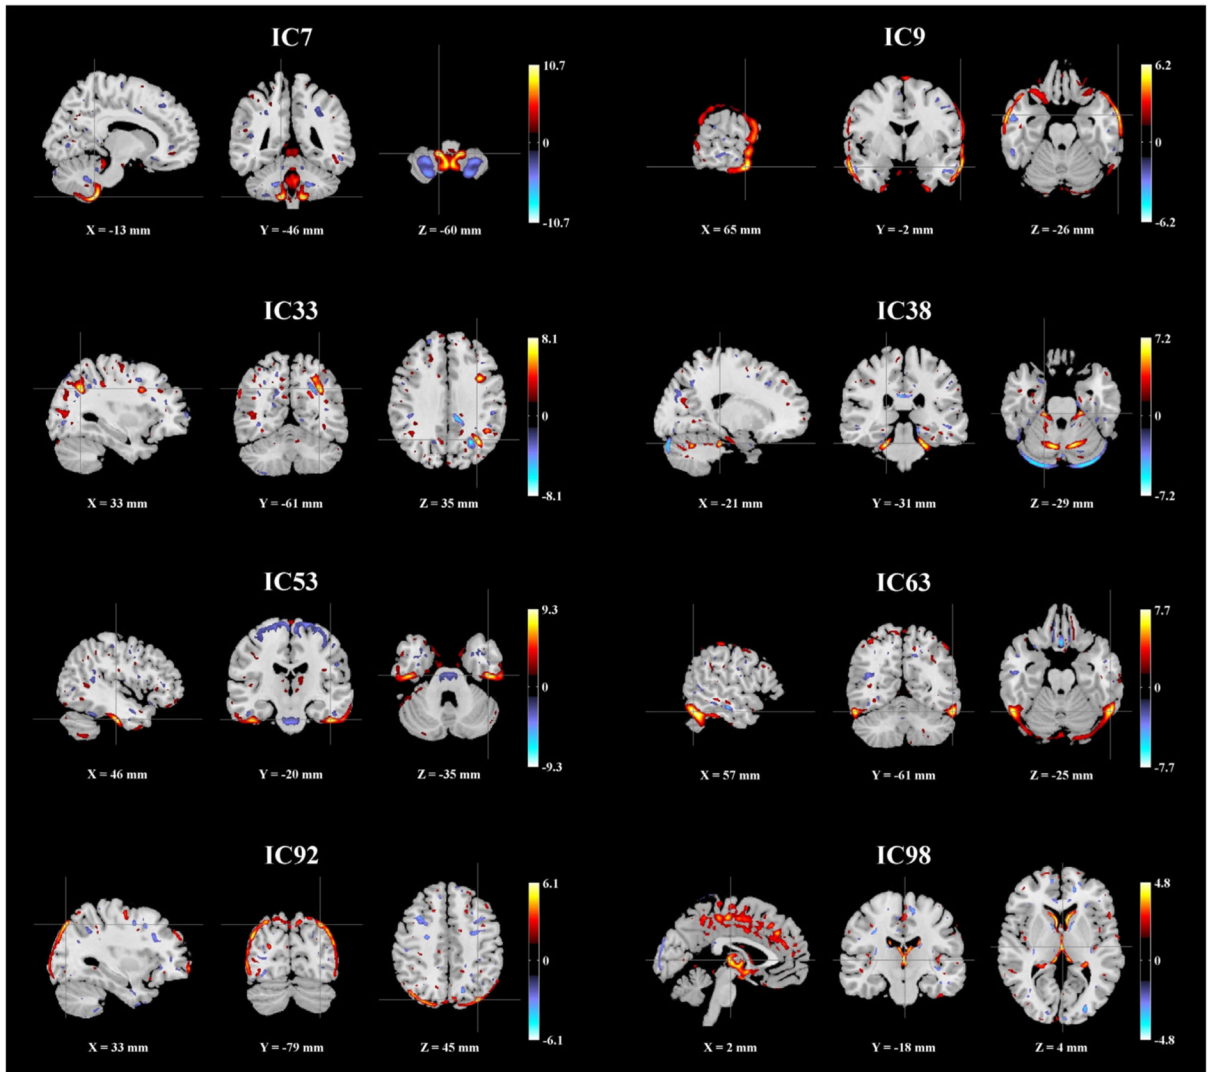 IC7
10.7
0
-10.7
X = -13 mm
Y = -46 mm
Z = -60 mm
IC9
6.2
0
-6.2
X = 65 mm
Y = -2 mm
Z = -26 mm
IC33
8.1
0
-8.1
X = 33 mm
Y = -61 mm
Z = 35 mm
IC38
7.2
0
-7.2
X = -21 mm
Y = -31 mm
Z = -29 mm
IC53
9.3
0
-9.3
X = 46 mm
Y = -20 mm
Z = -35 mm
IC63
7.7
0
-7.7
X = 57 mm
Y = -61 mm
Z = -25 mm
IC92
6.1
0
-6.1
X = 33 mm
Y = -79 mm
Z = 45 mm
IC98
4.8
0
-4.8
X = 2 mm
Y = -18 mm
Z = 4 mm